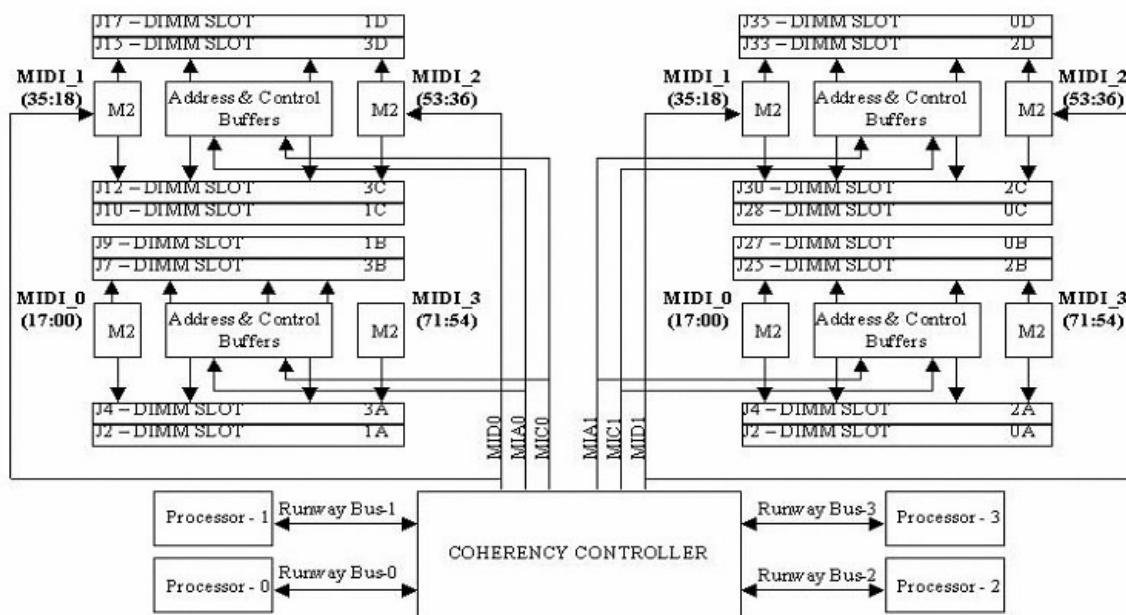 J17 – DIMM SLOT 1D
J15 – DIMM SLOT 3D
MIDI_1
(35:18)
M2
Address & Control
Buffers
M2
MIDI_2
(53:36)
J12 – DIMM SLOT 3C
J10 – DIMM SLOT 1C
J9 – DIMM SLOT 1B
J7 – DIMM SLOT 3B
MIDI_0
(17:00)
M2
Address & Control
Buffers
M2
MIDI_3
(71:54)
J4 – DIMM SLOT 3A
J2 – DIMM SLOT 1A
J35 – DIMM SLOT 0D
J33 – DIMM SLOT 2D
MIDI_1
(35:18)
M2
Address & Control
Buffers
M2
MIDI_2
(53:36)
J30 – DIMM SLOT 2C
J28 – DIMM SLOT 0C
J27 – DIMM SLOT 0B
J25 – DIMM SLOT 2B
MIDI_0
(17:00)
M2
Address & Control
Buffers
M2
MIDI_3
(71:54)
J4 – DIMM SLOT 2A
J2 – DIMM SLOT 0A
MID0
MIA0
MIC0
MIA1
MIC1
MID1
Processor - 1
Runway Bus-1
Processor - 0
Runway Bus-0
COHERENCY CONTROLLER
Runway Bus-3
Processor - 3
Runway Bus-2
Processor - 2